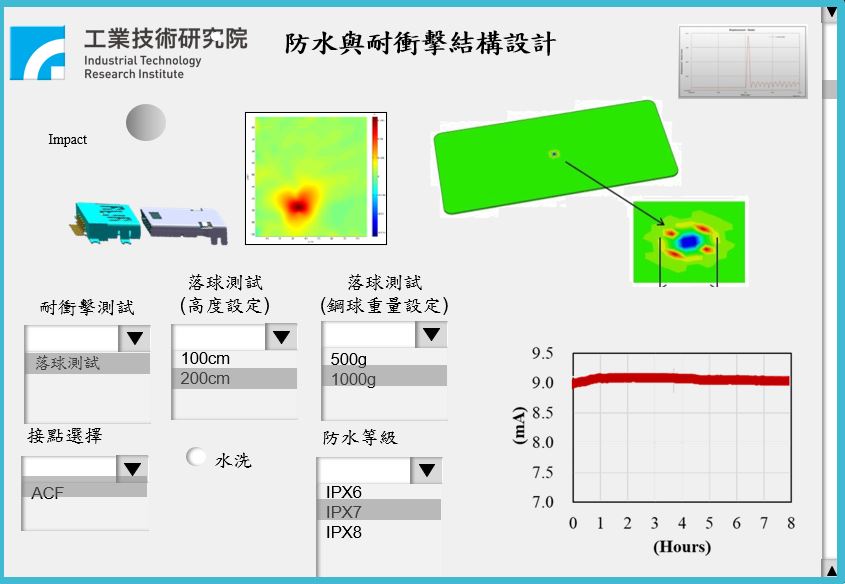 工業技術研究院
Industrial Technology
Research Institute
防水與耐衝擊結構設計
Impact
耐衝擊測試
落球測試
落球測試
(高度設定)
100cm
200cm
落球測試
(鋼球重量設定)
500g
1000g
接點選擇
ACF
水洗
防水等級
IPX6
IPX7
IPX8
(mA)
9.5
9.0
8.5
8.0
7.5
7.0
0 1 2 3 4 5 6 7 8
(Hours)